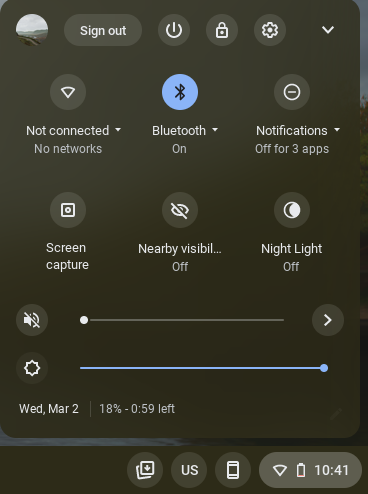 Sign out
Not connected
No networks
Bluetooth
On
Notifications
Off for 3 apps
Screen
capture
Nearby visibil...
Off
Night Light
Off
Wed, Mar 2
18% - 0:59 left
US
10:41